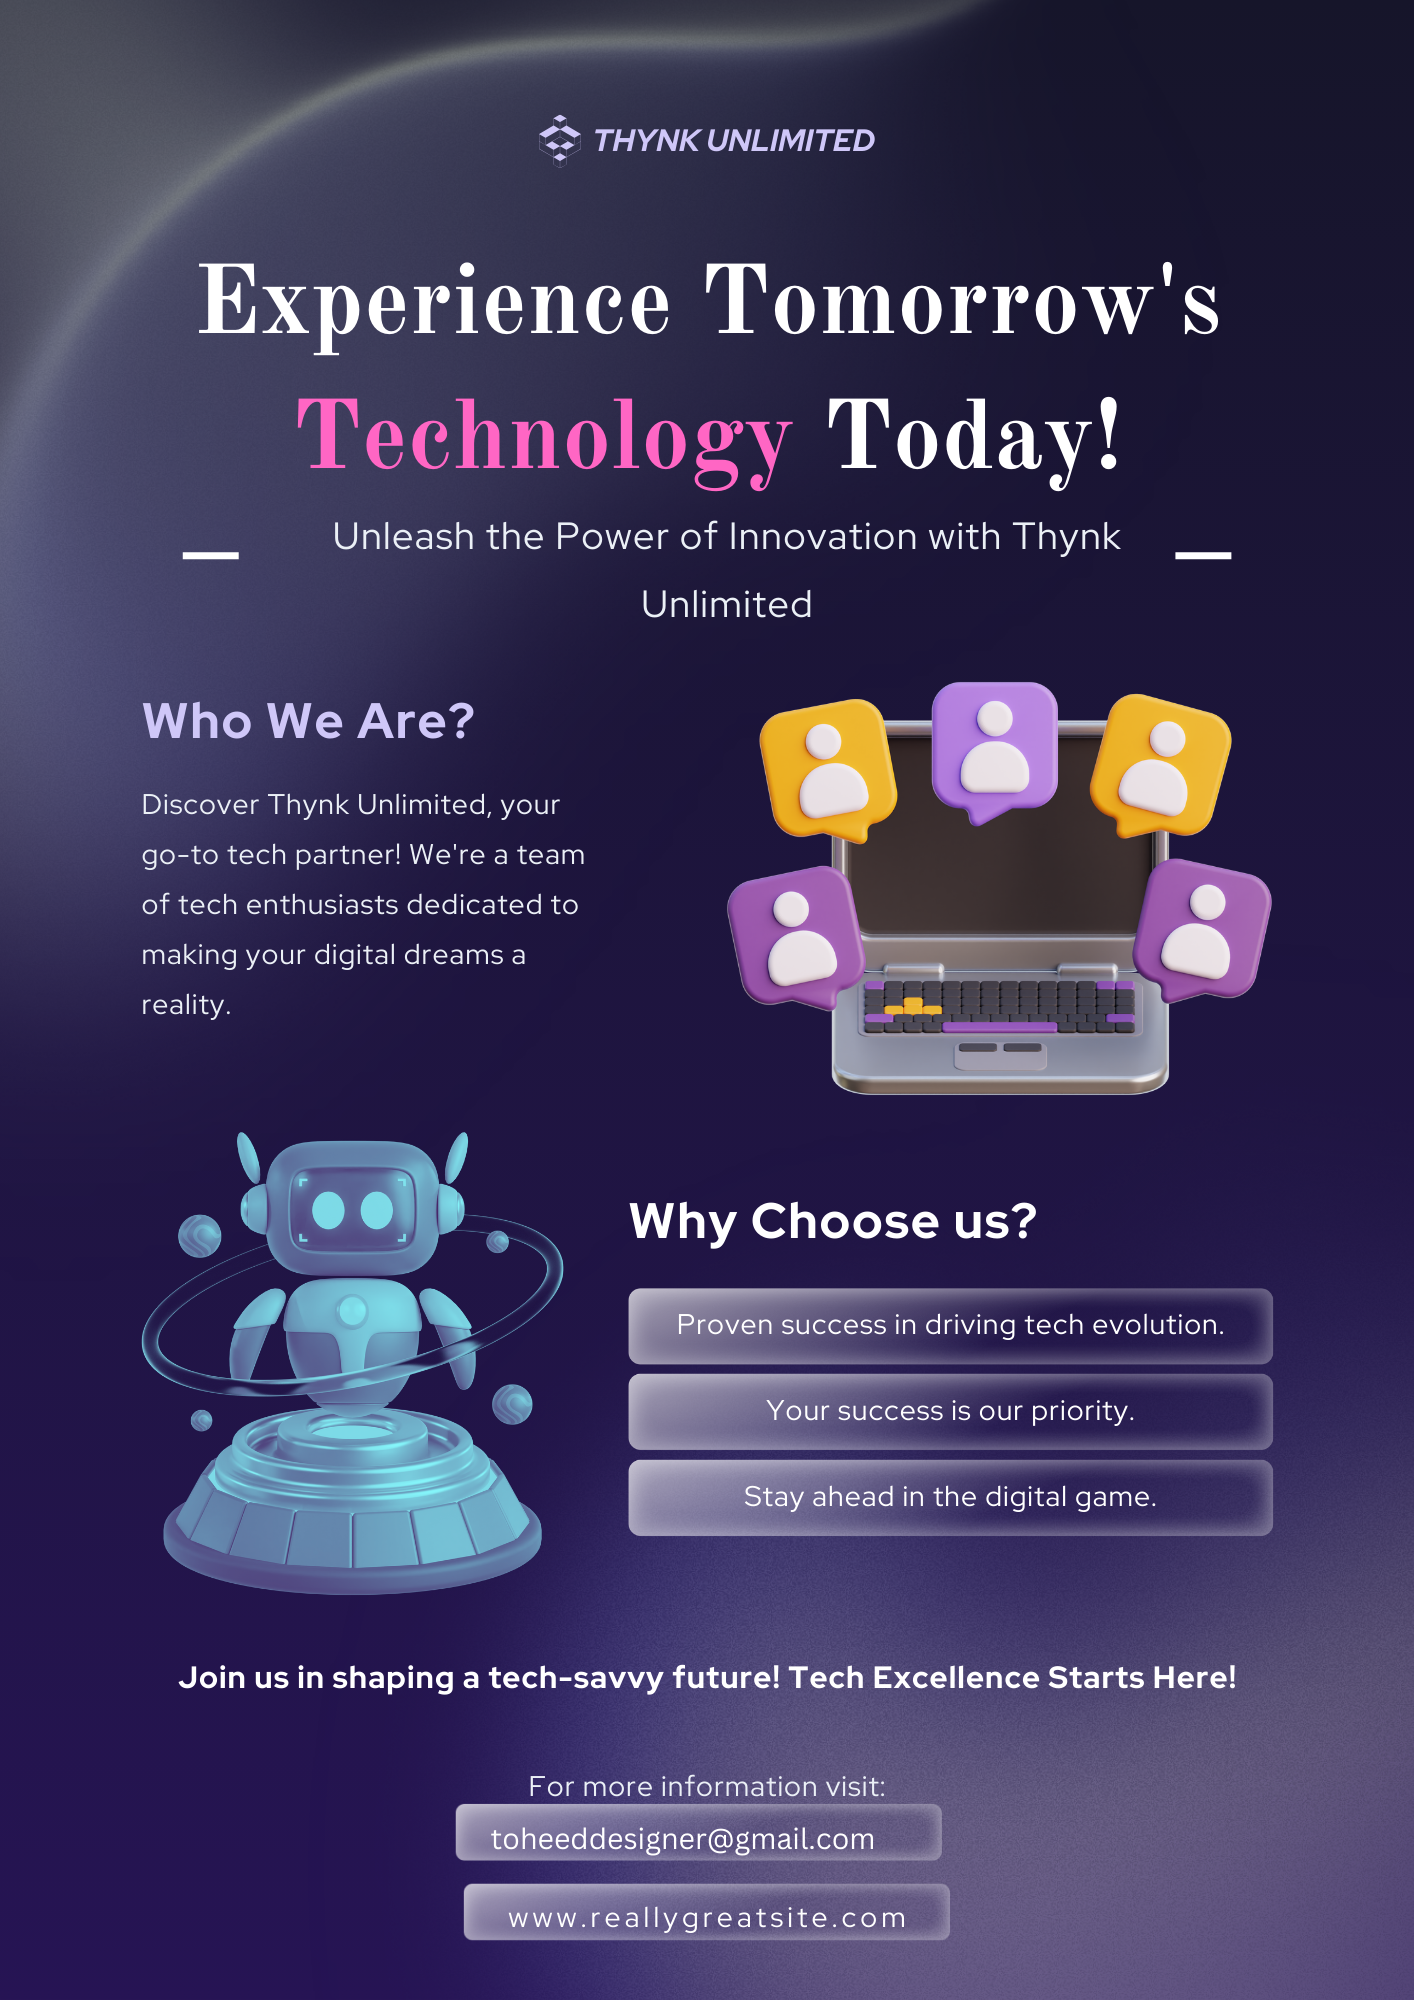 THYNK UNLIMITED
Experience Tomorrow's
Technology Today!
Unleash the Power of Innovation with Thynk
Unlimited
Who We Are?
Discover Thynk Unlimited, your
go-to tech partner! We're a team
of tech enthusiasts dedicated to
making your digital dreams a
reality.
Why Choose us?
Proven success in driving tech evolution.
Your success is our priority.
Stay ahead in the digital game.
Join us in shaping a tech-savvy future! Tech Excellence Starts Here!
For more information visit:
toheeddesigner@gmail.com
www.reallygreatsite.com